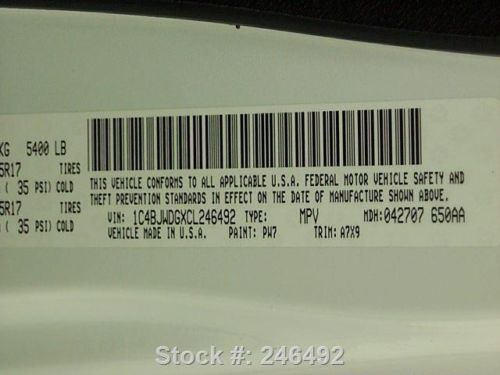 KG 5400 LB
5R17 TIRES
( 35 PSI) COLD
5R17 TIRES
( 35 PSI) COLD
THIS VEHICLE CONFORMS TO ALL APPLICABLE U.S.A. FEDERAL MOTOR VEHICLE SAFETY AND
THEFT PREVENTION STANDARDS IN EFFECT ON THE DATE OF MANUFACTURE SHOWN ABOVE.
VIN: 1C4BJWDGXCL246492 TYPE: MPV MDH:042707 650AA
VEHICLE MADE IN U.S.A. PAINT: PW7 TRIM: A7X9
Stock #: 246492